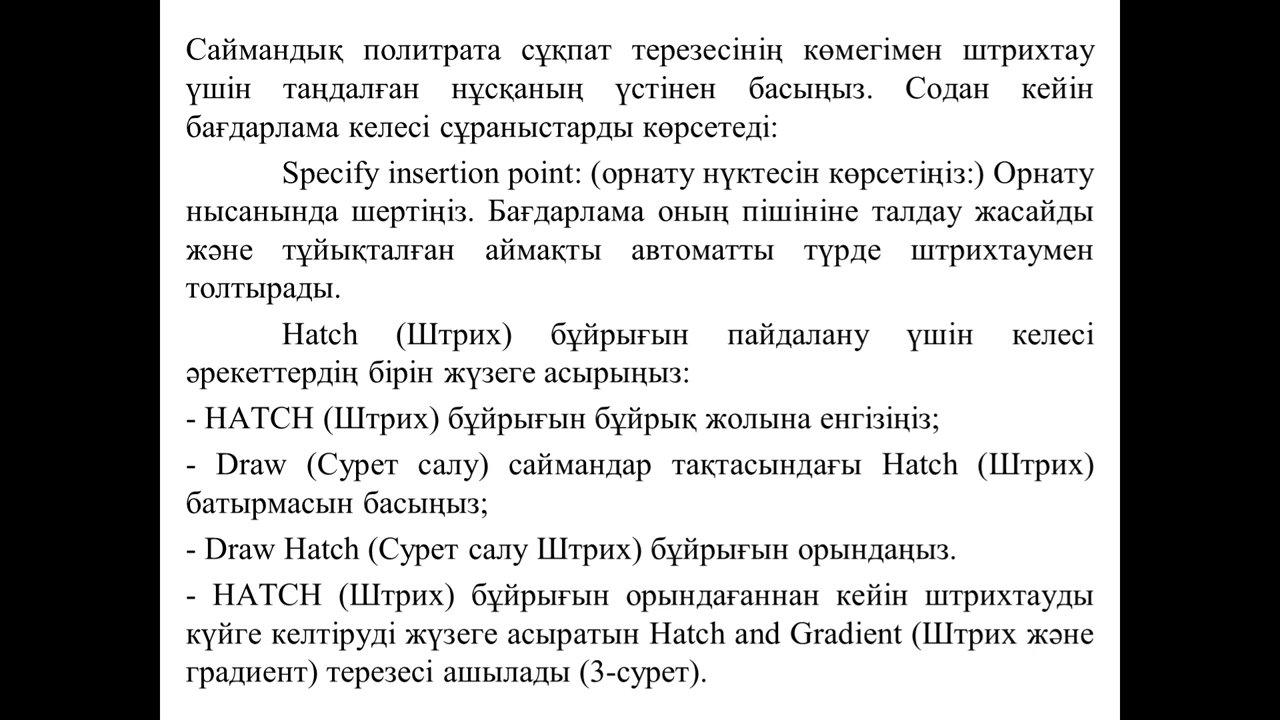 Саймандық политрата сұқпат терезесінің көмегімен штрихтау
үшін таңдалған нұсқаның үстінен басыңыз. Содан кейін
бағдарлама келесі сұраныстарды көрсетеді:
Specify insertion point: (орнату нүктесін көрсетіңіз:) Орнату
нысанында шертіңіз. Бағдарлама оның пішініне талдау жасайды
және тұйықталған аймақты автоматты түрде штрихтаумен
толтырады.
Hatch (Штрих) бұйрығын пайдалану үшін келесі
әрекеттердің бірін жүзеге асырыңыз:
- HATCH (Штрих) бұйрығын бұйрық жолына енгізіңіз;
- Draw (Сурет салу) саймандар тақтасындағы Hatch (Штрих)
батырмасын басыңыз;
- Draw Hatch (Сурет салу Штрих) бұйрығын орындаңыз.
- HATCH (Штрих) бұйрығын орындағаннан кейін штрихтауды
күйге келтіруді жүзеге асыратын Hatch and Gradient (Штрих және
градиент) терезесі ашылады (3-сурет).